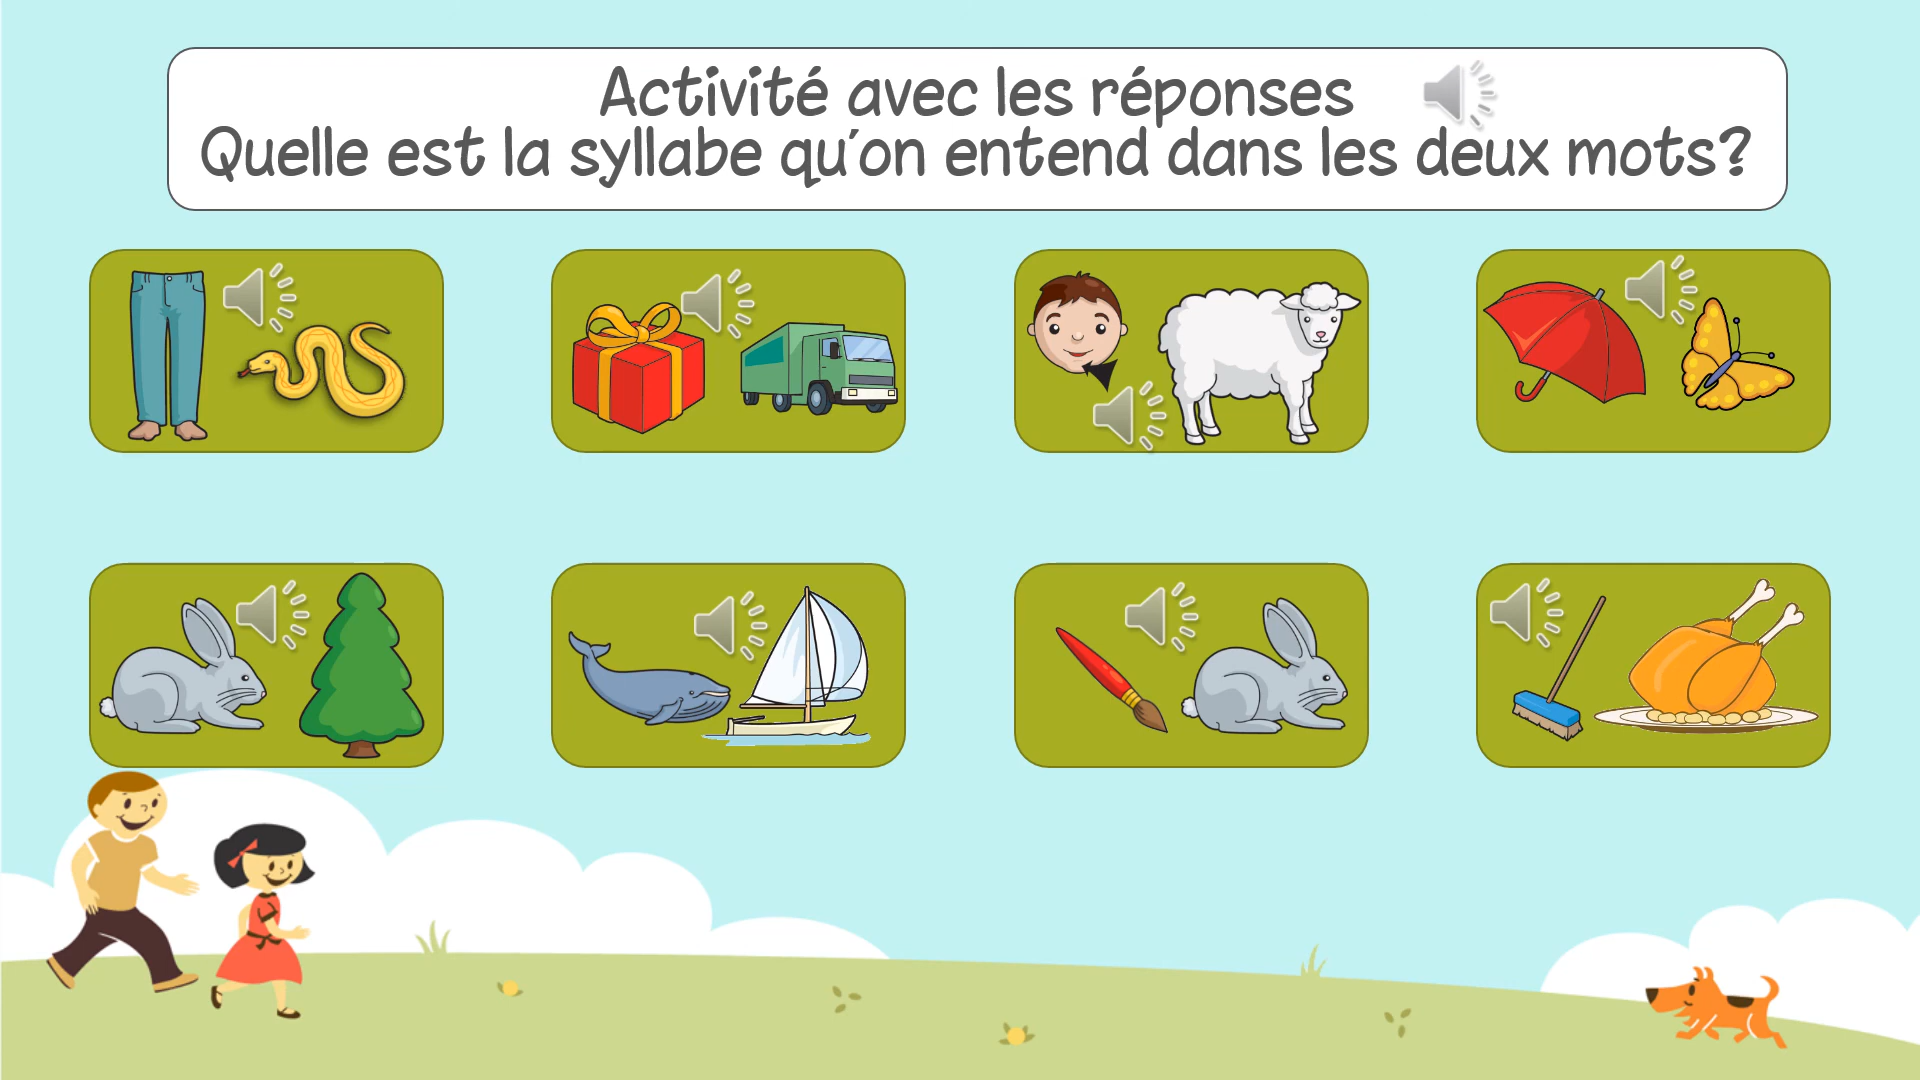 Activité avec les réponses
Quelle est la syllabe qu'on entend dans les deux mots?